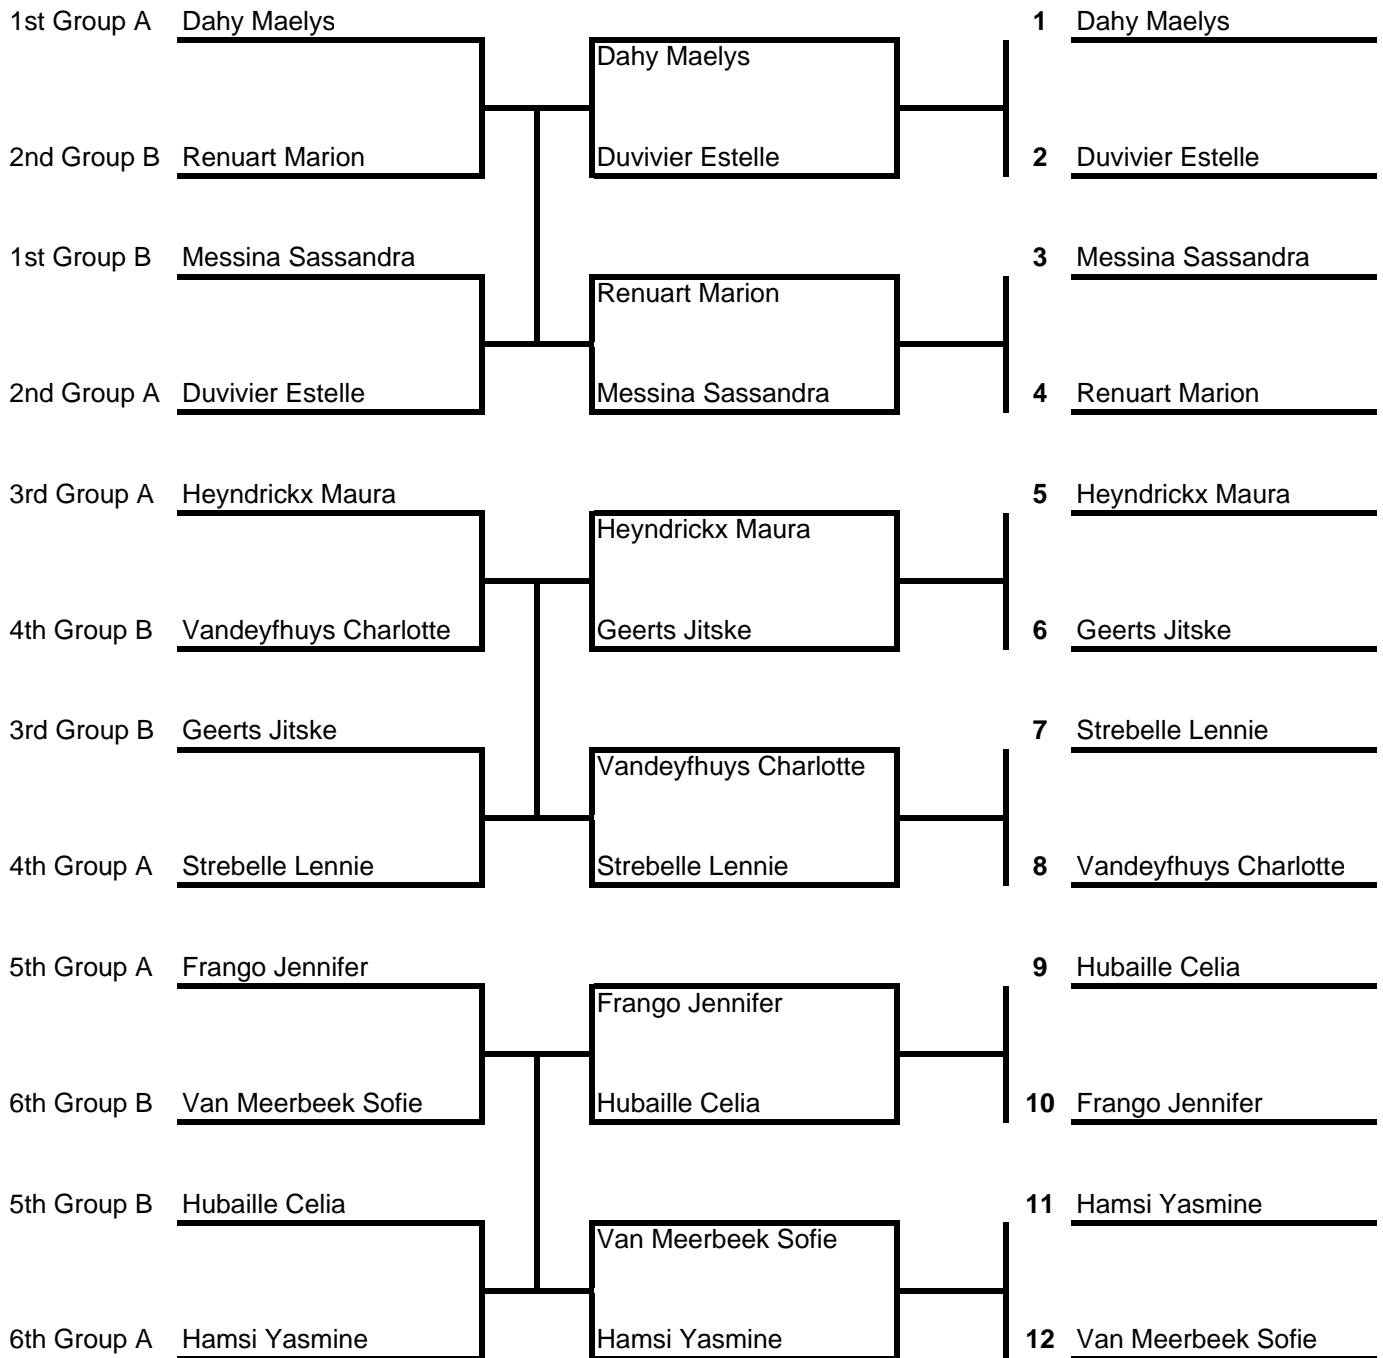 1st Group A Dahy Maelys 1 Dahy Maelys
Dahy Maelys
2nd Group B Renuart Marion Duvivier Estelle 2 Duvivier Estelle
1st Group B Messina Sassandra 3 Messina Sassandra
Renuart Marion
2nd Group A Duvivier Estelle Messina Sassandra 4 Renuart Marion
3rd Group A Heyndrickx Maura 5 Heyndrickx Maura
Heyndrickx Maura
4th Group B Vandeyfhuys Charlotte Geerts Jitske 6 Geerts Jitske
3rd Group B Geerts Jitske 7 Strebelle Lennie
Vandeyfhuys Charlotte
4th Group A Strebelle Lennie Strebelle Lennie 8 Vandeyfhuys Charlotte
5th Group A Frango Jennifer 9 Hubaille Celia
Frango Jennifer
6th Group B Van Meerbeek Sofie Hubaille Celia 10 Frango Jennifer
5th Group B Hubaille Celia 11 Hamsi Yasmine
Van Meerbeek Sofie
6th Group A Hamsi Yasmine Hamsi Yasmine 12 Van Meerbeek Sofie